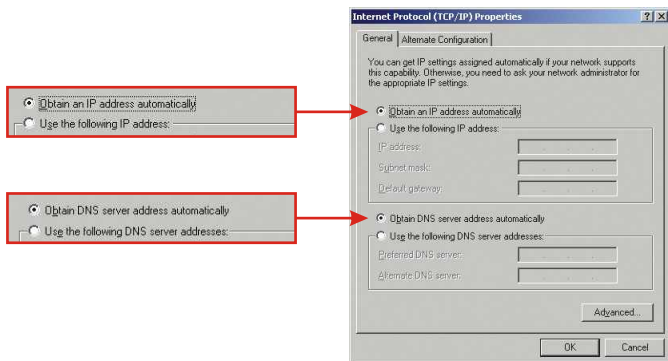 Obtain an IP address automatically
Use the following IP address:
Obtain DNS server address automatically
Use the following DNS server addresses:
Internet Protocol (TCP/IP) Properties
General
Alternate Configuration
You can get IP settings assigned automatically if your network supports
this capability. Otherwise, you need to ask your network administrator for
the appropriate IP settings.
Obtain an IP address automatically
Use the following IP address:
IP address:
Subnet mask:
Default gateway:
Obtain DNS server address automatically
Use the following DNS server addresses:
Preferred DNS server:
Alternate DNS server:
Advanced...
OK
Cancel